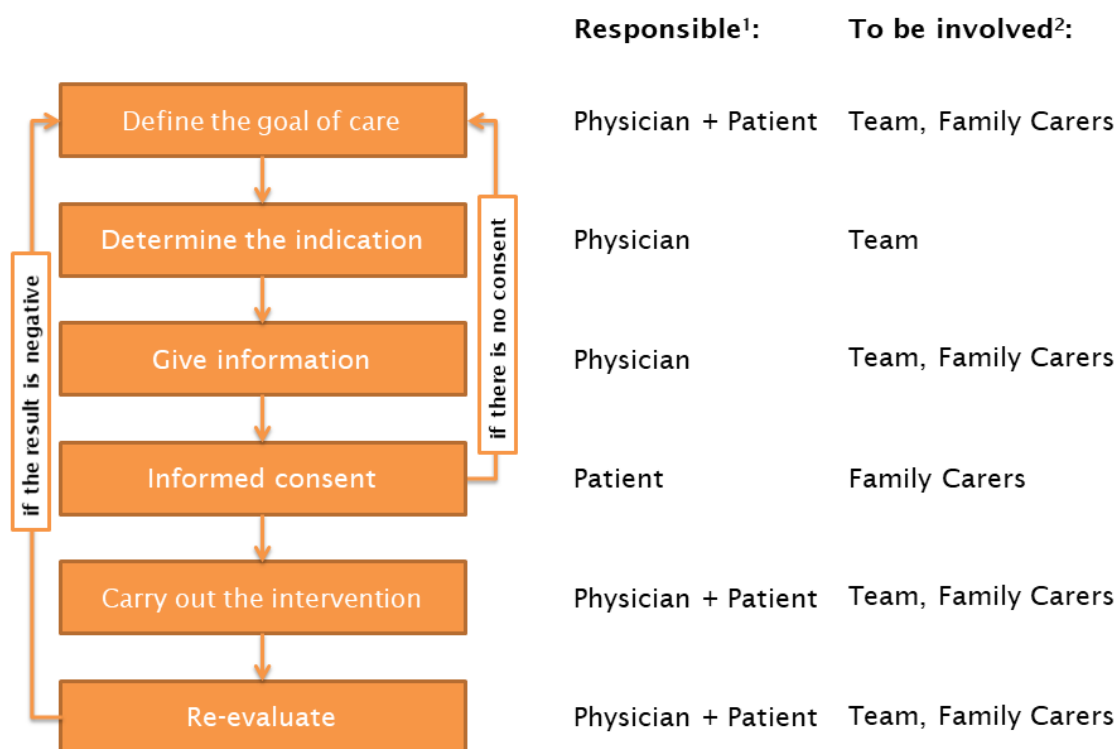 Responsible¹: To be involved²:
Define the goal of care Physician + Patient Team, Family Carers
Determine the indication Physician Team
Give information Physician Team, Family Carers
Informed consent Patient Family Carers
Carry out the intervention Physician + Patient Team, Family Carers
Re-evaluate Physician + Patient Team, Family Carers
if the result is negative
if there is no consent